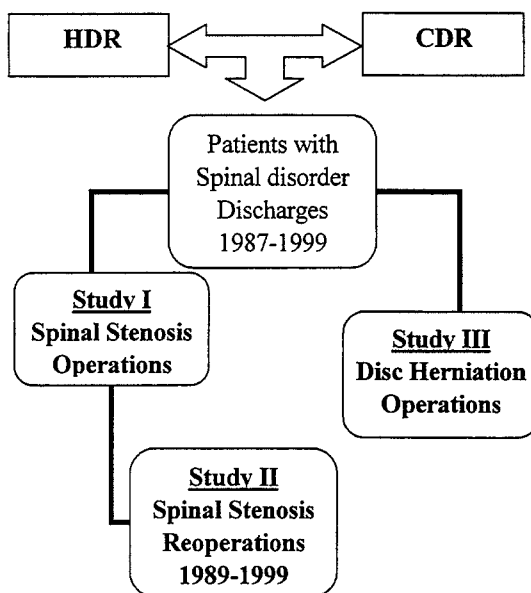 HDR
CDR
Patients with
Spinal disorder
Discharges
1987-1999
Study I
Spinal Stenosis
Operations
Study III
Disc Herniation
Operations
Study II
Spinal Stenosis
Reoperations
1989-1999